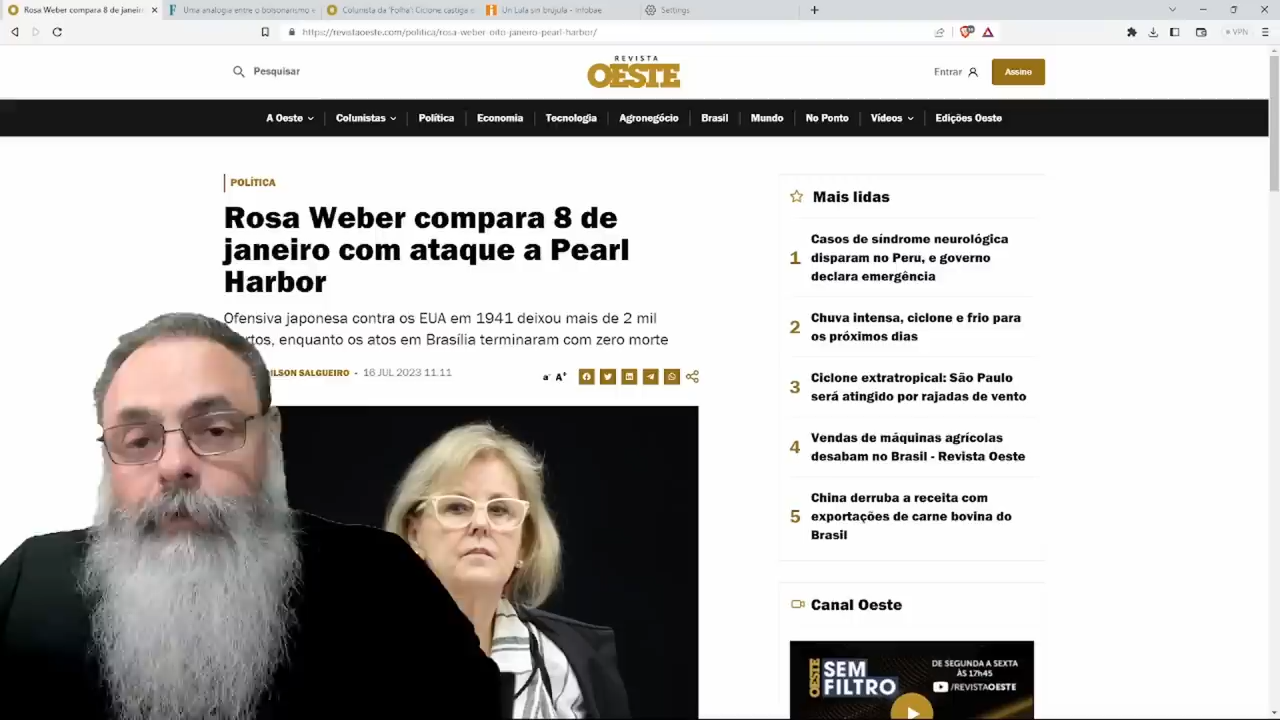 Rosa Weber compara 8 de janeir
Uma analogia entre o bolsonarismo e
Colunista da 'Folha': Ciclone castiga s
Un Lula sin brújula - Infobae
Settings
https://revistaoeste.com/politica/rosa-weber-oito-janeiro-pearl-harbor/
VPN
Pesquisar
REVISTA
OESTE
Entrar
Assine
A Oeste
Colunistas
Política
Economia
Tecnologia
Agronegócio
Brasil
Mundo
No Ponto
Vídeos
Edições Oeste
POLÍTICA
Rosa Weber compara 8 de
janeiro com ataque a Pearl
Harbor
Ofensiva japonesa contra os EUA em 1941 deixou mais de 2 mil
rtos, enquanto os atos em Brasília terminaram com zero morte
ILSON SALGUEIRO - 16 JUL 2023 11.11
a- A+
Mais lidas
1 Casos de síndrome neurológica
disparam no Peru, e governo
declara emergência
2 Chuva intensa, ciclone e frio para
os próximos dias
3 Ciclone extratropical: São Paulo
será atingido por rajadas de vento
4 Vendas de máquinas agrícolas
desabam no Brasil - Revista Oeste
5 China derruba a receita com
exportações de carne bovina do
Brasil
Canal Oeste
OESTE
SEM
FILTRO
DE SEGUNDA A SEXTA
ÀS 17h45
/REVISTAOESTE